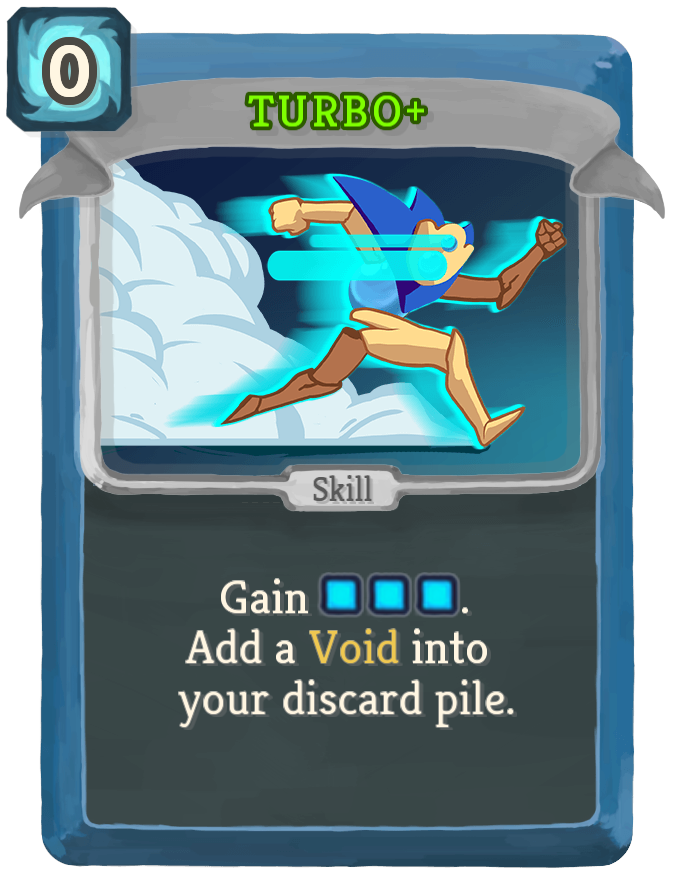 0
TURBO+
Skill
Gain .
Add a Void into
your discard pile.